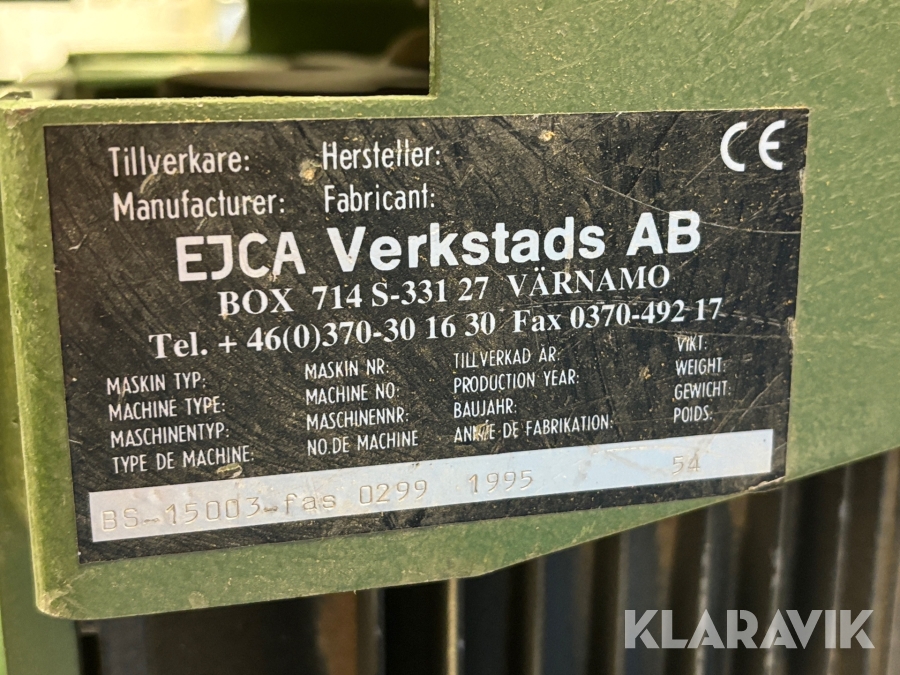 CE
Tillverkare: Hersteller:
Manufacturer: Fabricant:
EJCA Verkstads AB
BOX 714 S-331 27 VÄRNAMO
Tel. + 46(0)370-30 16 30 Fax 0370-492 17
MASKIN TYP: MASKIN NR: TILLVERKAD ÅR: VIKT:
MACHINE TYPE: MACHINE NO: PRODUCTION YEAR: WEIGHT:
MASCHINENTYP: MASCHINENNR: BAUJAHR: GEWICHT:
TYPE DE MACHINE: NO.DE MACHINE ANNÉE DE FABRIKATION: POIDS:
BS-15003-fas 0299 1995 54
KLARAVIK